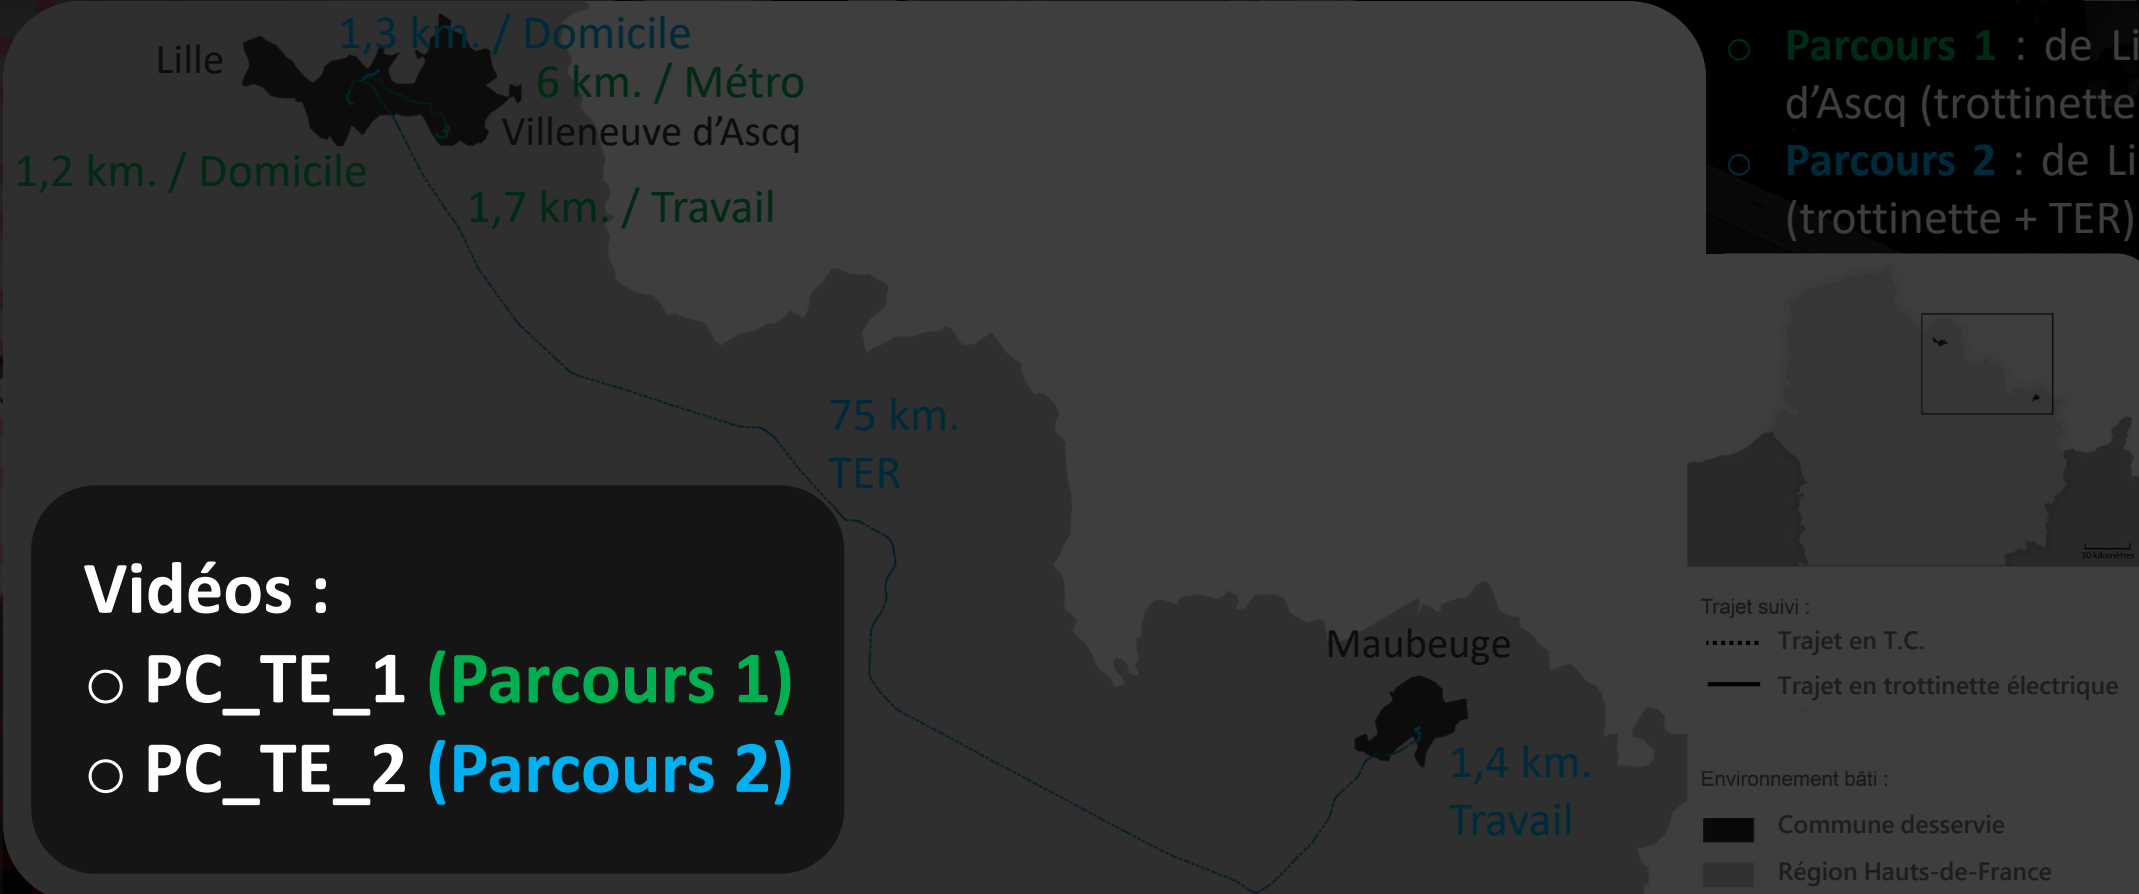 1,3 km. / Domicile
Lille
6 km. / Métro
Villeneuve d'Ascq
1,2 km. / Domicile
1,7 km. / Travail
75 km.
TER
Maubeuge
1,4 km.
Travail
Vidéos :
○ PC_TE_1 (Parcours 1)
○ PC_TE_2 (Parcours 2)
○ Parcours 1 : de Li
d'Ascq (trottinette
○ Parcours 2 : de Li
(trottinette + TER)
30 kilomètres
Trajet suivi :
Trajet en T.C.
Trajet en trottinette électrique
Environnement bâti :
Commune desservie
Région Hauts-de-France